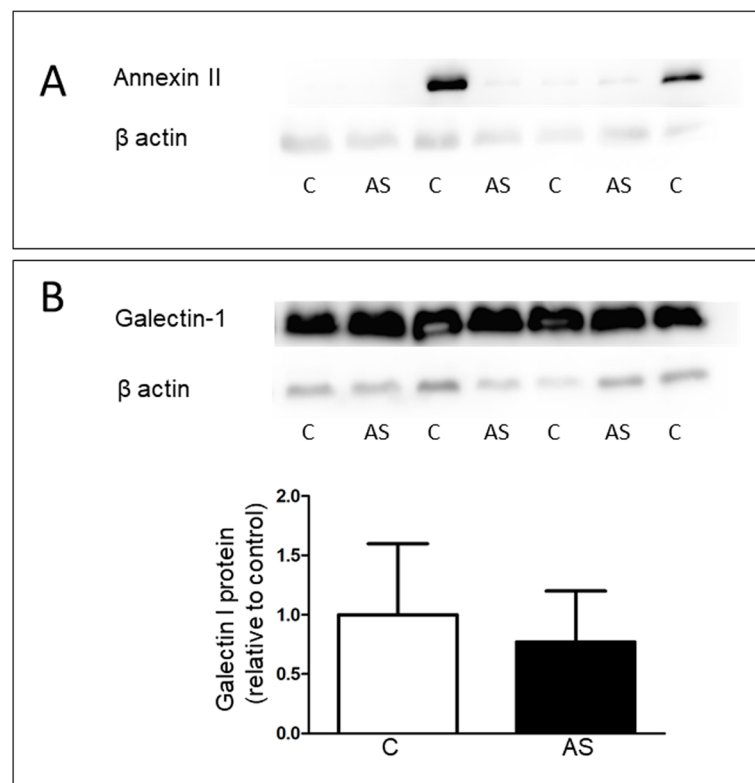 A
Annexin II
β actin
C AS C AS C AS C
B
Galectin-1
β actin
C AS C AS C AS C
Galectin I protein
(relative to control)
2.0
1.5
1.0
0.5
0.0
C AS